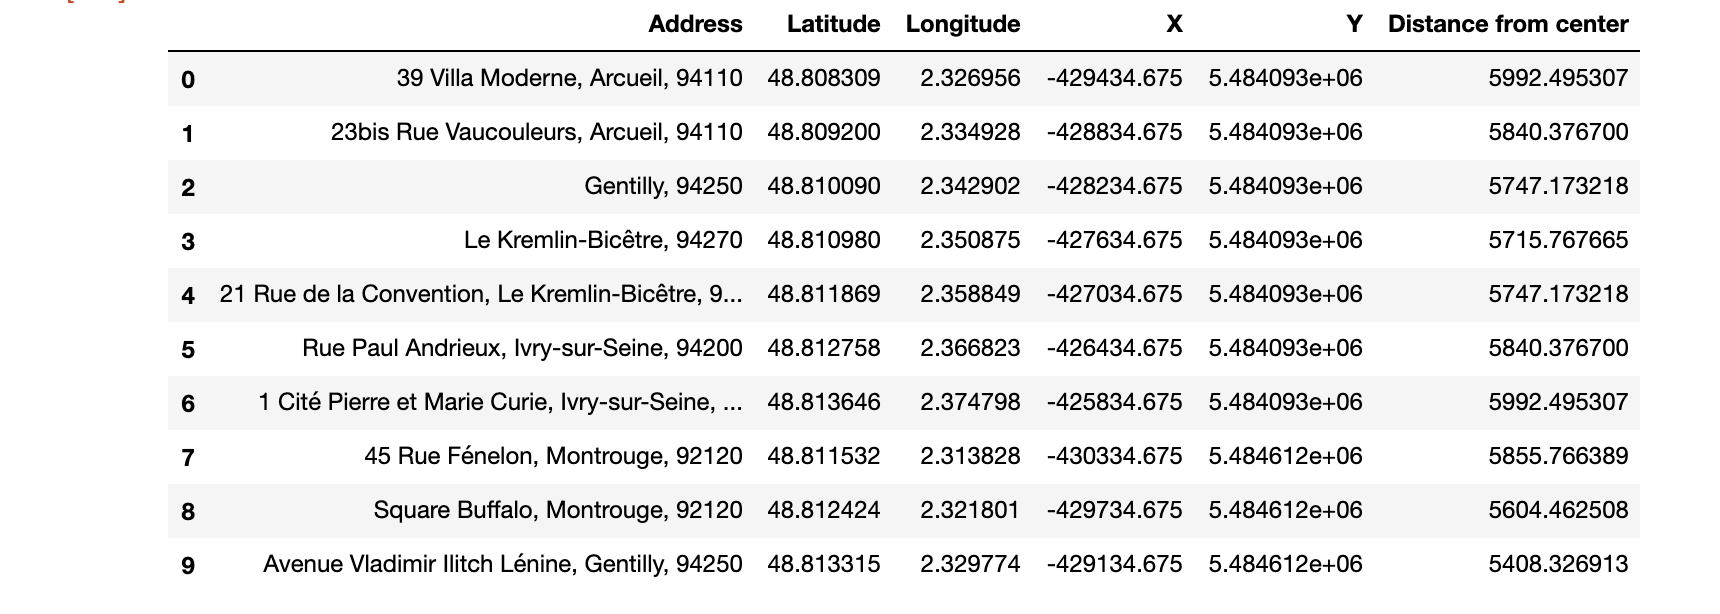 Address Latitude Longitude X Y Distance from center
0 39 Villa Moderne, Arcueil, 94110 48.808309 2.326956 -429434.675 5.484093e+06 5992.495307
1 23bis Rue Vaucouleurs, Arcueil, 94110 48.809200 2.334928 -428834.675 5.484093e+06 5840.376700
2 Gentilly, 94250 48.810090 2.342902 -428234.675 5.484093e+06 5747.173218
3 Le Kremlin-Bicêtre, 94270 48.810980 2.350875 -427634.675 5.484093e+06 5715.767665
4 21 Rue de la Convention, Le Kremlin-Bicêtre, 9... 48.811869 2.358849 -427034.675 5.484093e+06 5747.173218
5 Rue Paul Andrieux, Ivry-sur-Seine, 94200 48.812758 2.366823 -426434.675 5.484093e+06 5840.376700
6 1 Cité Pierre et Marie Curie, Ivry-sur-Seine, ... 48.813646 2.374798 -425834.675 5.484093e+06 5992.495307
7 45 Rue Fénelon, Montrouge, 92120 48.811532 2.313828 -430334.675 5.484612e+06 5855.766389
8 Square Buffalo, Montrouge, 92120 48.812424 2.321801 -429734.675 5.484612e+06 5604.462508
9 Avenue Vladimir Ilitch Lénine, Gentilly, 94250 48.813315 2.329774 -429134.675 5.484612e+06 5408.326913